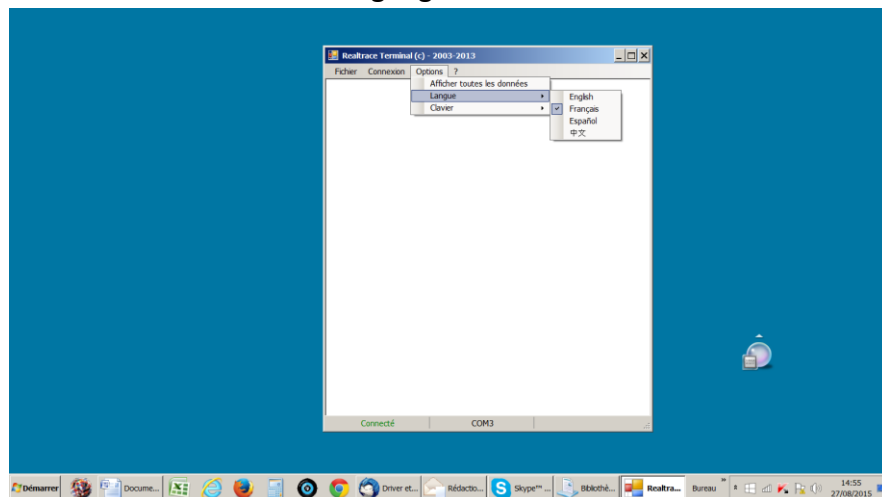 Realtrace Terminal (c) - 2003-2013
Fichier Connexion Options ?
Afficher toutes les données
Langue
Clavier
English
Français
Español
中文
Connecté COM3
Démarrer Docume... Driver et... Rédactio... Skype™ ... Bibliothè... Realtra... Bureau 14:55
27/08/2015